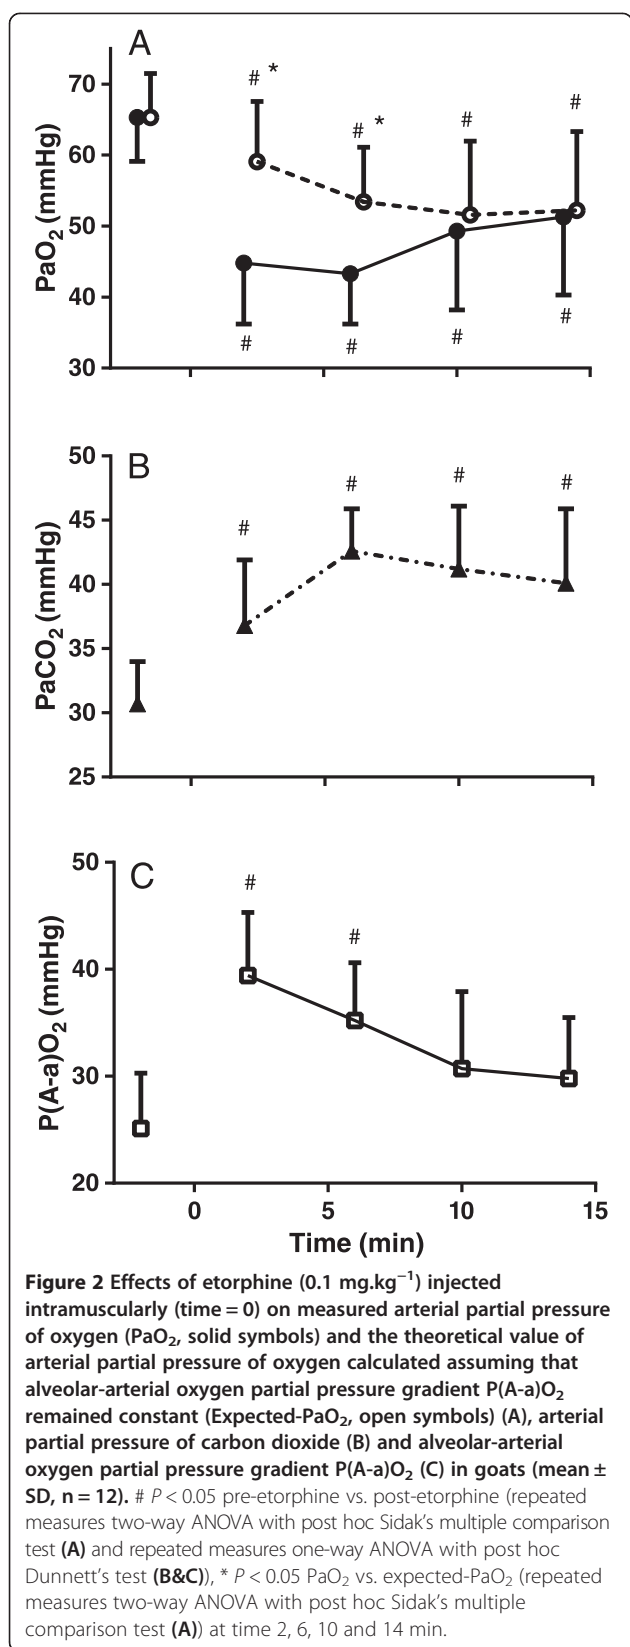 A
70
60
50
40
30
PaO2 (mmHg)
# *
# *
#
#
#
#
#
#
B
50
45
40
35
30
25
PaCO2 (mmHg)
#
#
#
#
C
50
40
30
20
P(A-a)O2 (mmHg)
#
#
0 5 10 15
Time (min)
Figure 2 Effects of etorphine (0.1 mg.kg−1) injected
intramuscularly (time = 0) on measured arterial partial pressure
of oxygen (PaO2, solid symbols) and the theoretical value of
arterial partial pressure of oxygen calculated assuming that
alveolar-arterial oxygen partial pressure gradient P(A-a)O2
remained constant (Expected-PaO2, open symbols) (A), arterial
partial pressure of carbon dioxide (B) and alveolar-arterial
oxygen partial pressure gradient P(A-a)O2 (C) in goats (mean ±
SD, n = 12). # P < 0.05 pre-etorphine vs. post-etorphine (repeated
measures two-way ANOVA with post hoc Sidak's multiple comparison
test (A) and repeated measures one-way ANOVA with post hoc
Dunnett's test (B&C)), * P < 0.05 PaO2 vs. expected-PaO2 (repeated
measures two-way ANOVA with post hoc Sidak's multiple
comparison test (A)) at time 2, 6, 10 and 14 min.